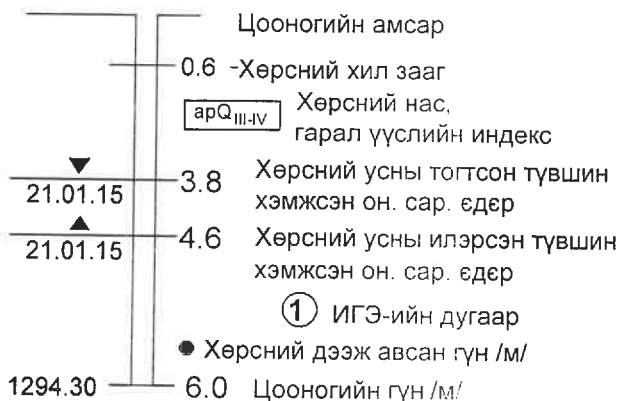 Цооногийн амсар
0.6 -Хөрсний хил зааг
apQIII-IV Хөрсний нас,
гарал үүслийн индекс
3.8 Хөрсний усны тогтсон түвшин
21.01.15 хэмжсэн он. сар. єдєр
4.6 Хөрсний усны илэрсэн түвшин
21.01.15 хэмжсэн он. сар. єдєр
1 ИГЭ-ийн дугаар
● Хөрсний дээж авсан гүн /м/
1294.30 6.0 Цооногийн гүн /м/